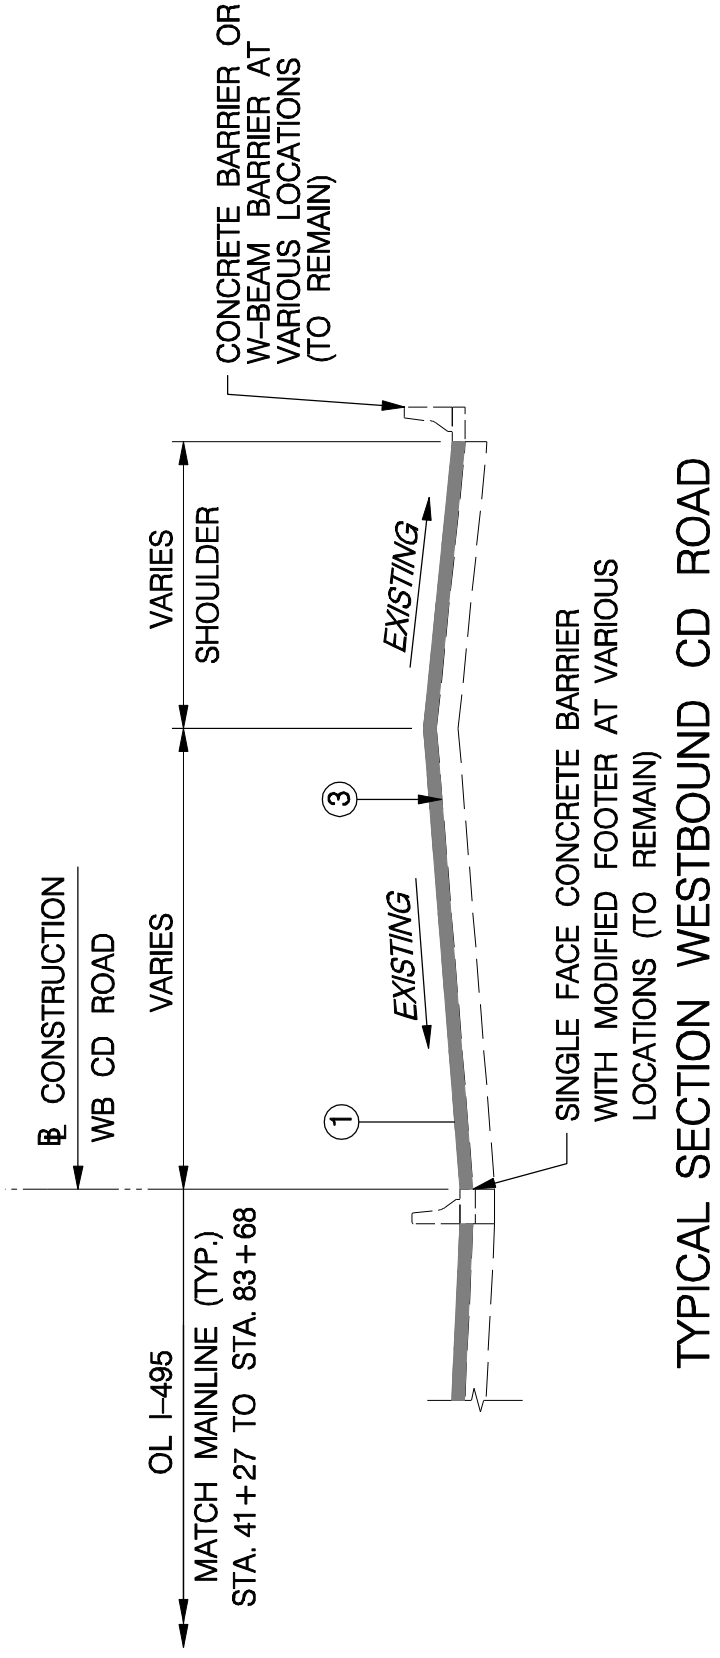 ℄ CONSTRUCTION
WB CD ROAD
OL I-495
MATCH MAINLINE (TYP.)
STA. 41+27 TO STA. 83+68
VARIES
VARIES
SHOULDER
CONCRETE BARRIER OR
W-BEAM BARRIER AT
VARIOUS LOCATIONS
(TO REMAIN)
1
3
EXISTING
EXISTING
SINGLE FACE CONCRETE BARRIER
WITH MODIFIED FOOTER AT VARIOUS
LOCATIONS (TO REMAIN)
TYPICAL SECTION WESTBOUND CD ROAD